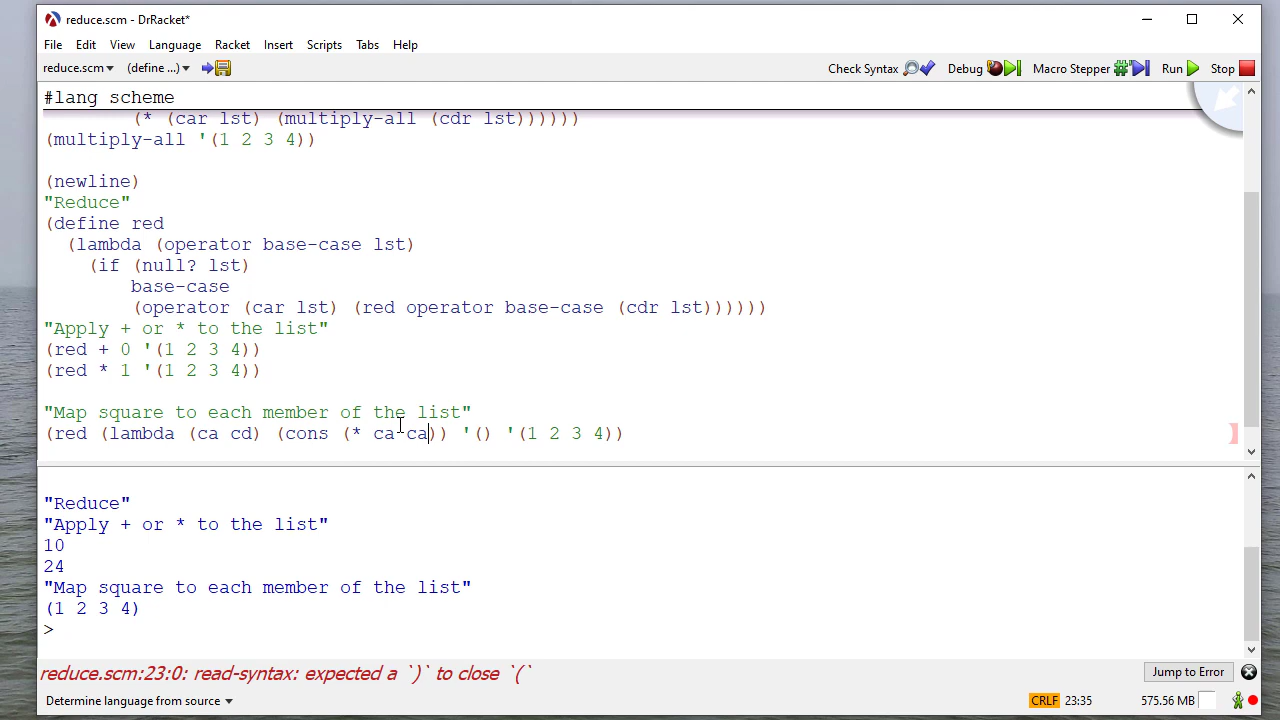 reduce.scm - DrRacket*
File Edit View Language Racket Insert Scripts Tabs Help
reduce.scm▾ (define ...)▾ Check Syntax Debug Macro Stepper Run Stop
#lang scheme
(* (car lst) (multiply-all (cdr lst))))))
(multiply-all '(1 2 3 4))
(newline)
"Reduce"
(define red
(lambda (operator base-case lst)
(if (null? lst)
base-case
(operator (car lst) (red operator base-case (cdr lst))))))
"Apply + or * to the list"
(red + 0 '(1 2 3 4))
(red * 1 '(1 2 3 4))
"Map square to each member of the list"
(red (lambda (ca cd) (cons (* ca ca)) '() '(1 2 3 4))
"Reduce"
"Apply + or * to the list"
10
24
"Map square to each member of the list"
(1 2 3 4)
>
reduce.scm:23:0: read-syntax: expected a `)` to close `(`
Jump to Error
Determine language from source ▾ CRLF 23:35 575.56 MB